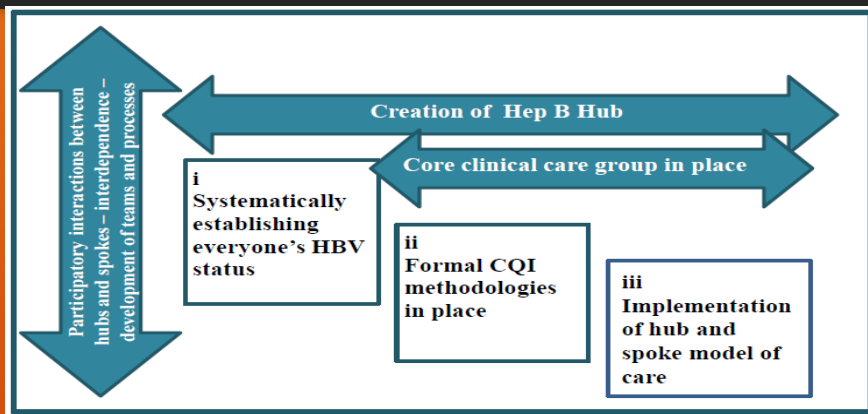 Participatory interactions between
hubs and spokes – interdependence –
development of teams and processes
Creation of Hep B Hub
Core clinical care group in place
i
Systematically
establishing
everyone's HBV
status
ii
Formal CQI
methodologies
in place
iii
Implementation
of hub and
spoke model of
care